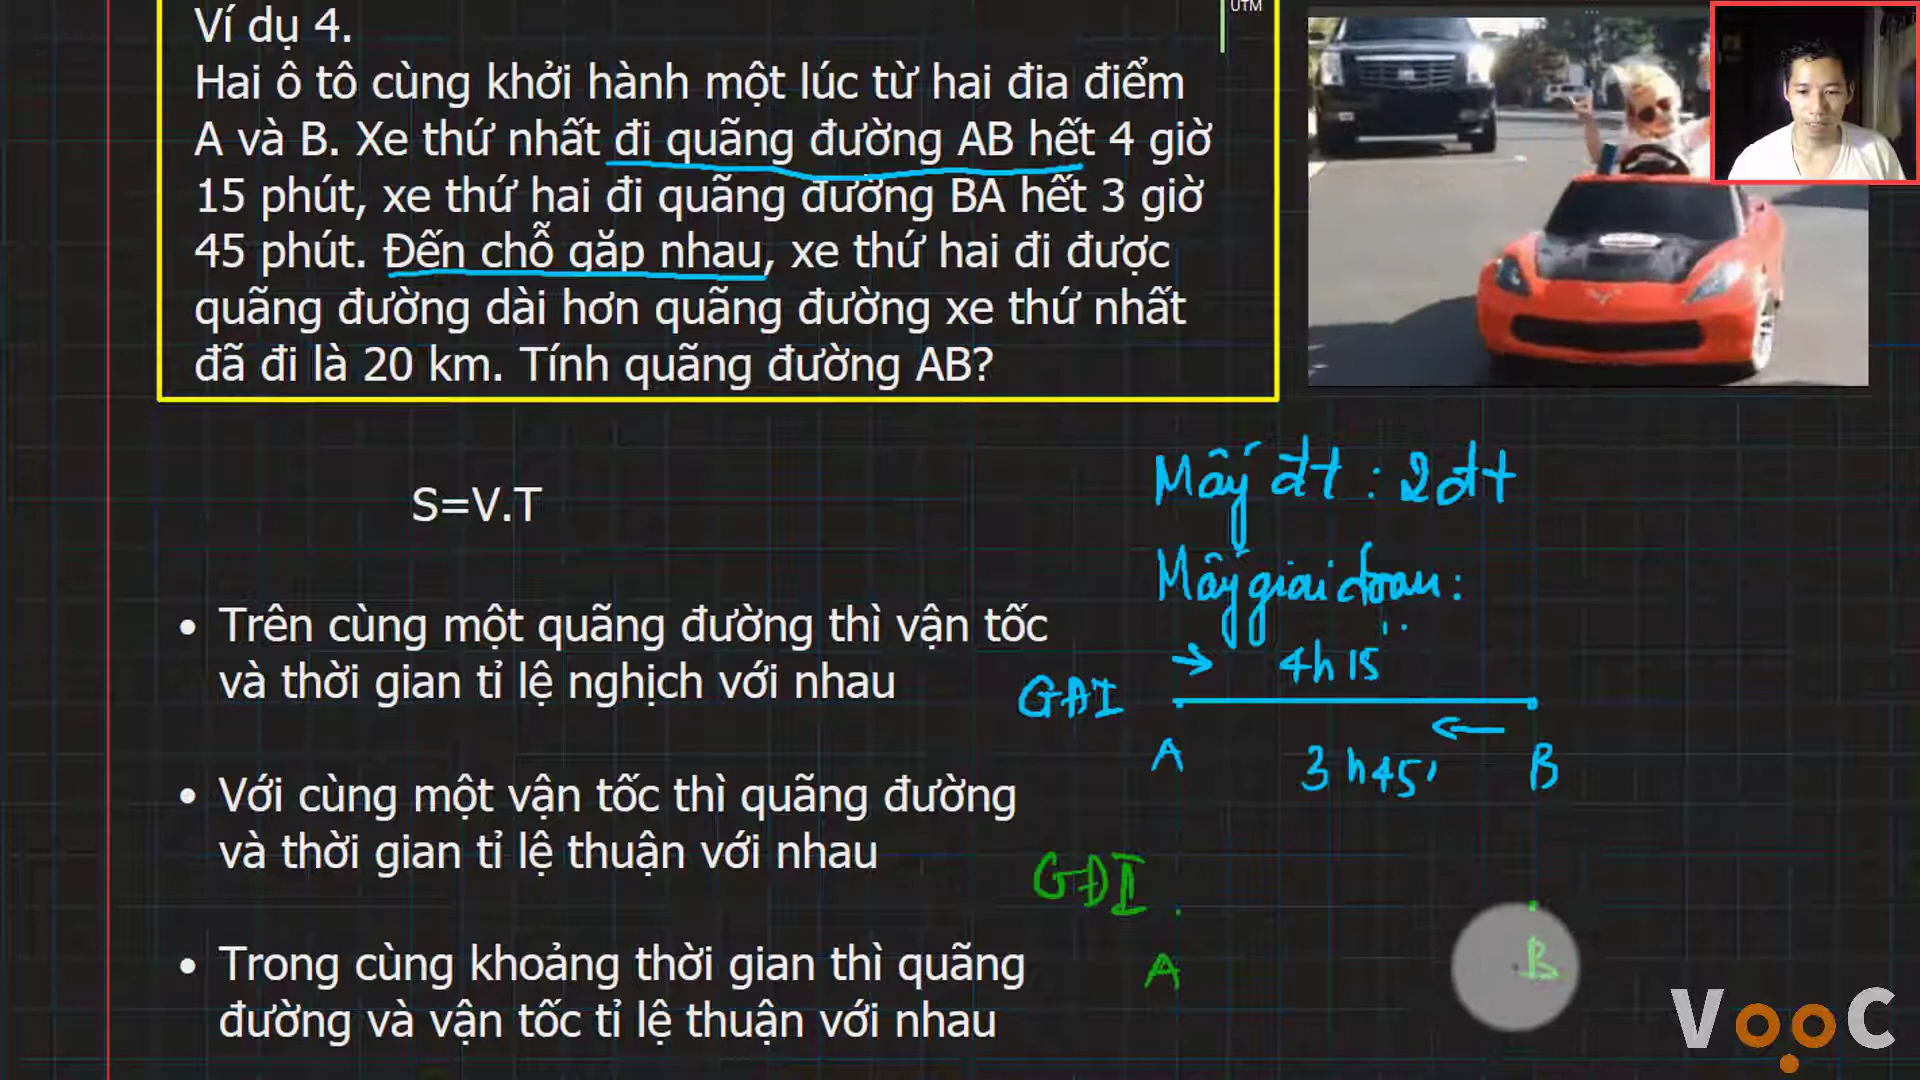 UTM
Ví dụ 4.
Hai ô tô cùng khởi hành một lúc từ hai đia điểm
A và B. Xe thứ nhất đi quãng đường AB hết 4 giờ
15 phút, xe thứ hai đi quãng đường BA hết 3 giờ
45 phút. Đến chỗ gặp nhau, xe thứ hai đi được
quãng đường dài hơn quãng đường xe thứ nhất
đã đi là 20 km. Tính quãng đường AB?
S=V.T
• Trên cùng một quãng đường thì vận tốc
và thời gian tỉ lệ nghịch với nhau
• Với cùng một vận tốc thì quãng đường
và thời gian tỉ lệ thuận với nhau
• Trong cùng khoảng thời gian thì quãng
đường và vận tốc tỉ lệ thuận với nhau
Mấy đt : 2 đt
Mấy giai đoạn :
4h 15
GĐI
A 3h45' B
GĐII
A B
VooC